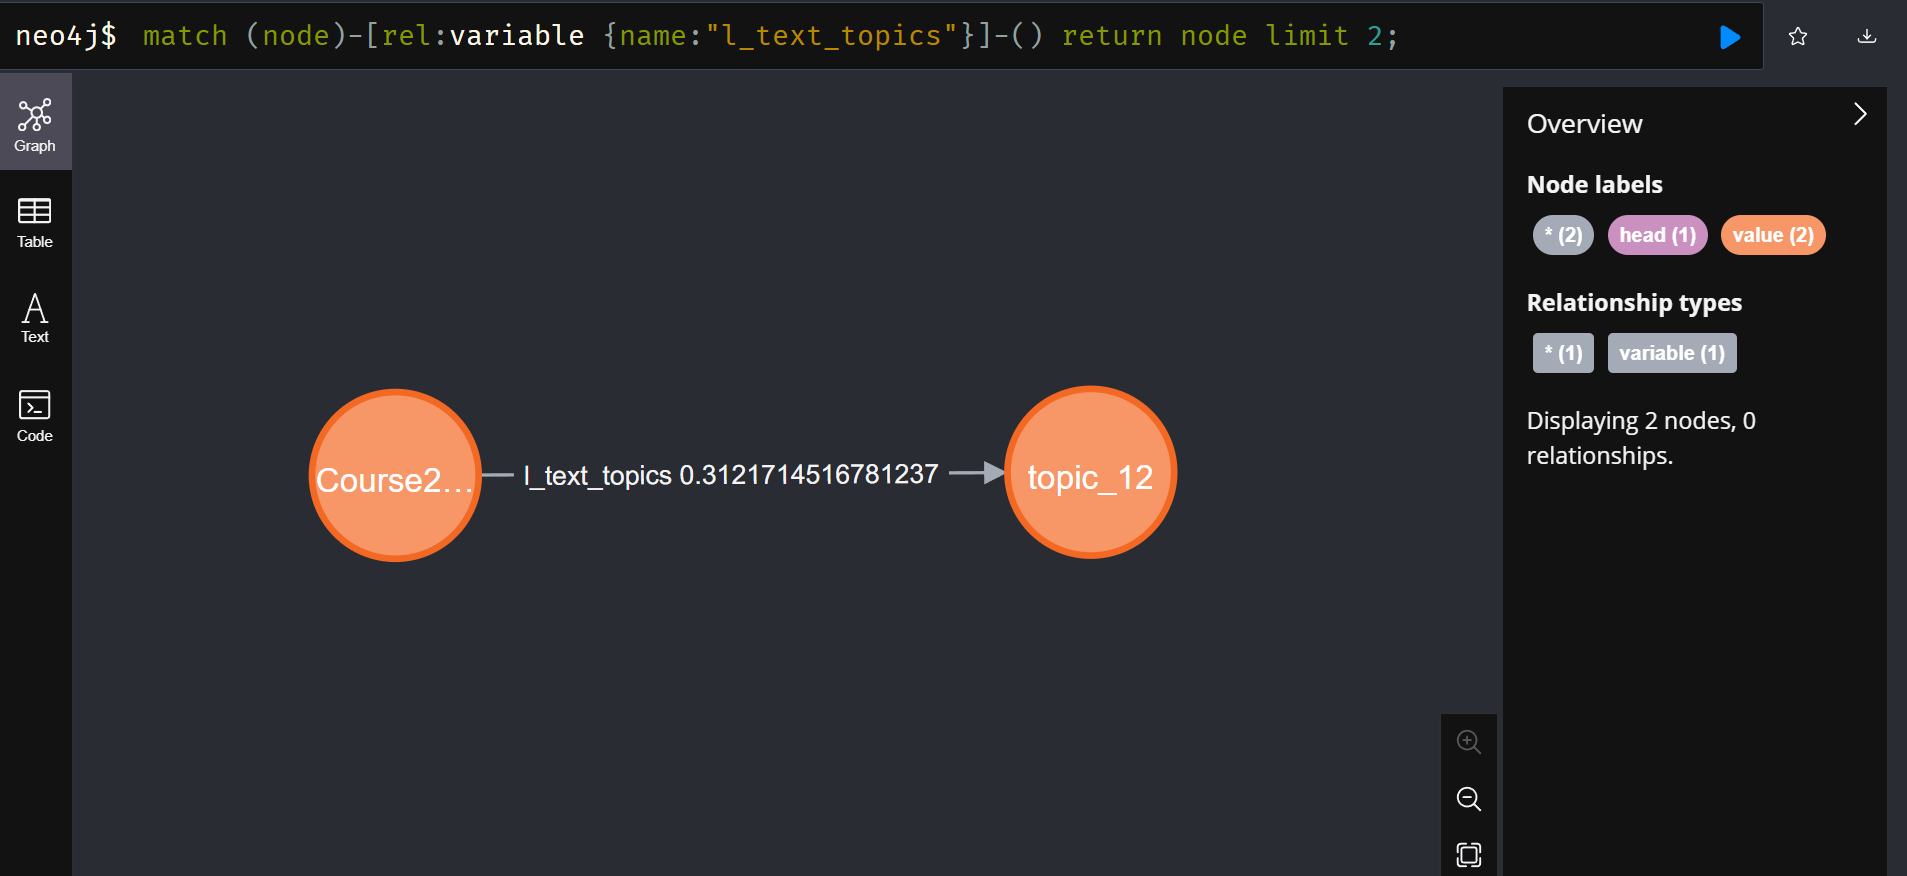 neo4j$ match (node)-[rel:variable {name:"l_text_topics"}]-() return node limit 2;
Graph
Table
Text
Code
Course2...
l_text_topics 0.3121714516781237
topic_12
Overview
Node labels
* (2) head (1) value (2)
Relationship types
* (1) variable (1)
Displaying 2 nodes, 0
relationships.